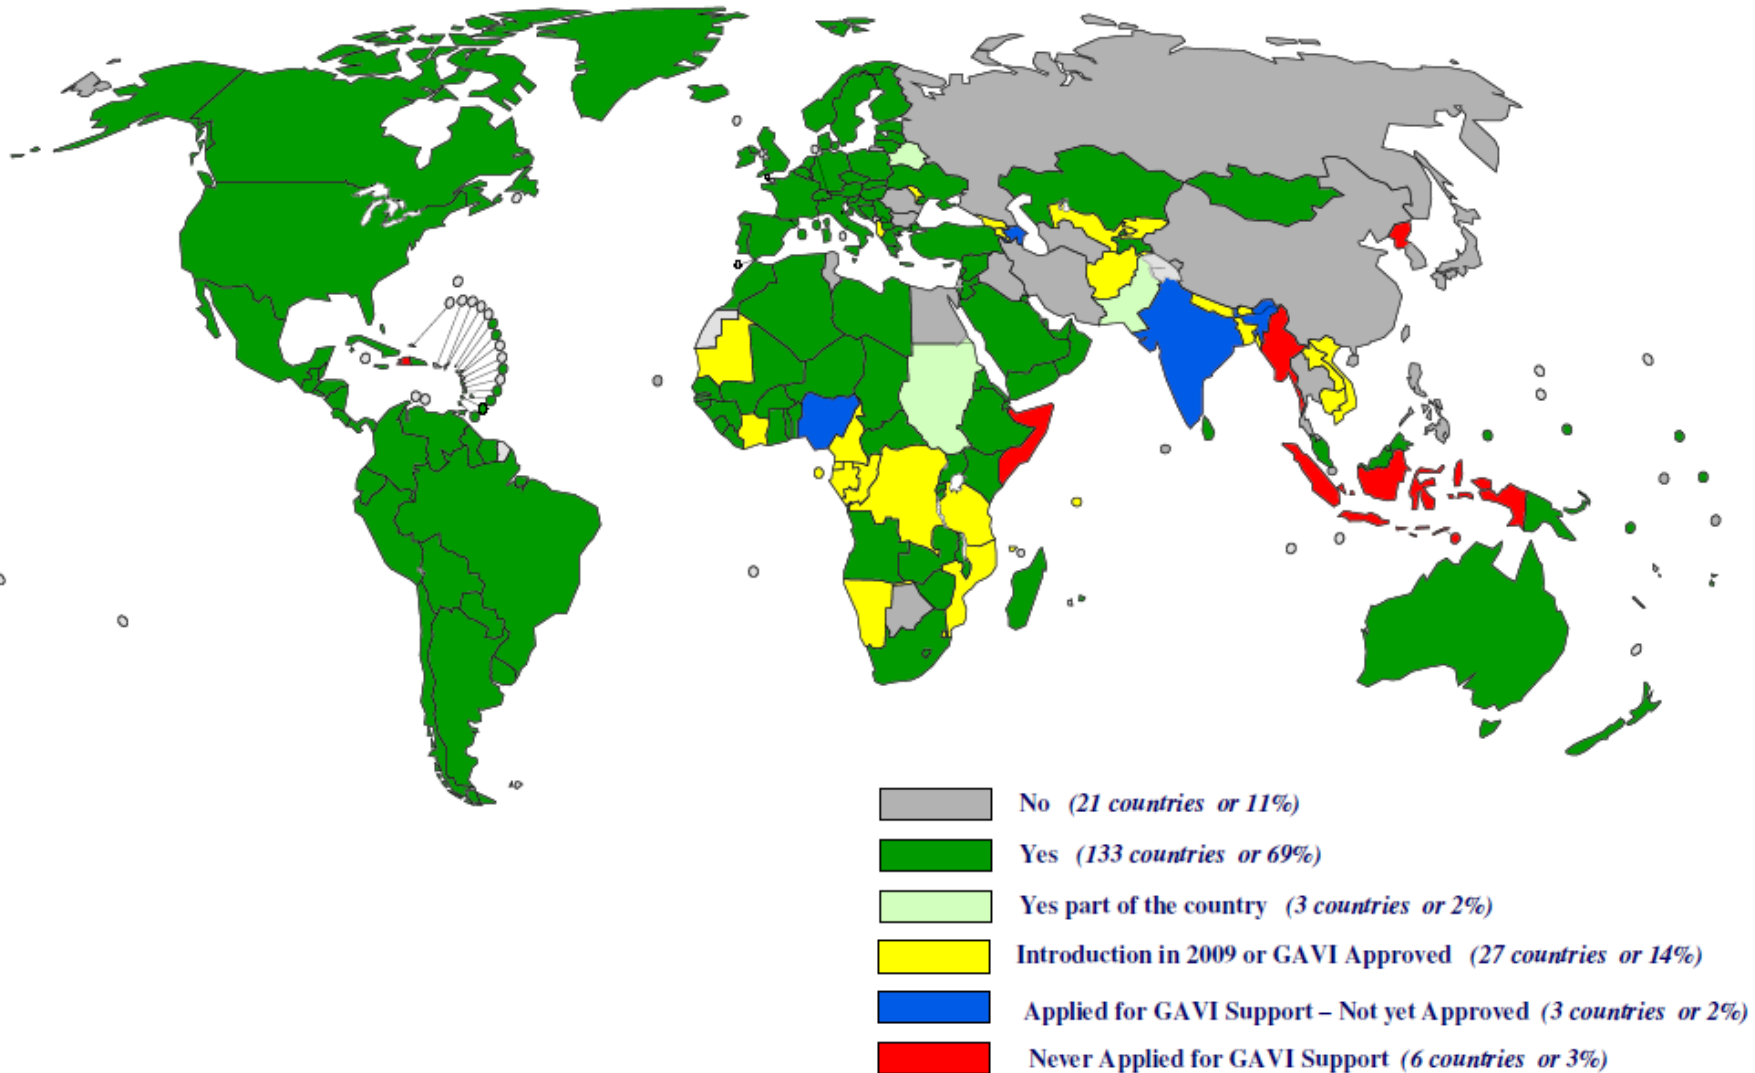 No (21 countries or 11%)
Yes (133 countries or 69%)
Yes part of the country (3 countries or 2%)
Introduction in 2009 or GAVI Approved (27 countries or 14%)
Applied for GAVI Support – Not yet Approved (3 countries or 2%)
Never Applied for GAVI Support (6 countries or 3%)